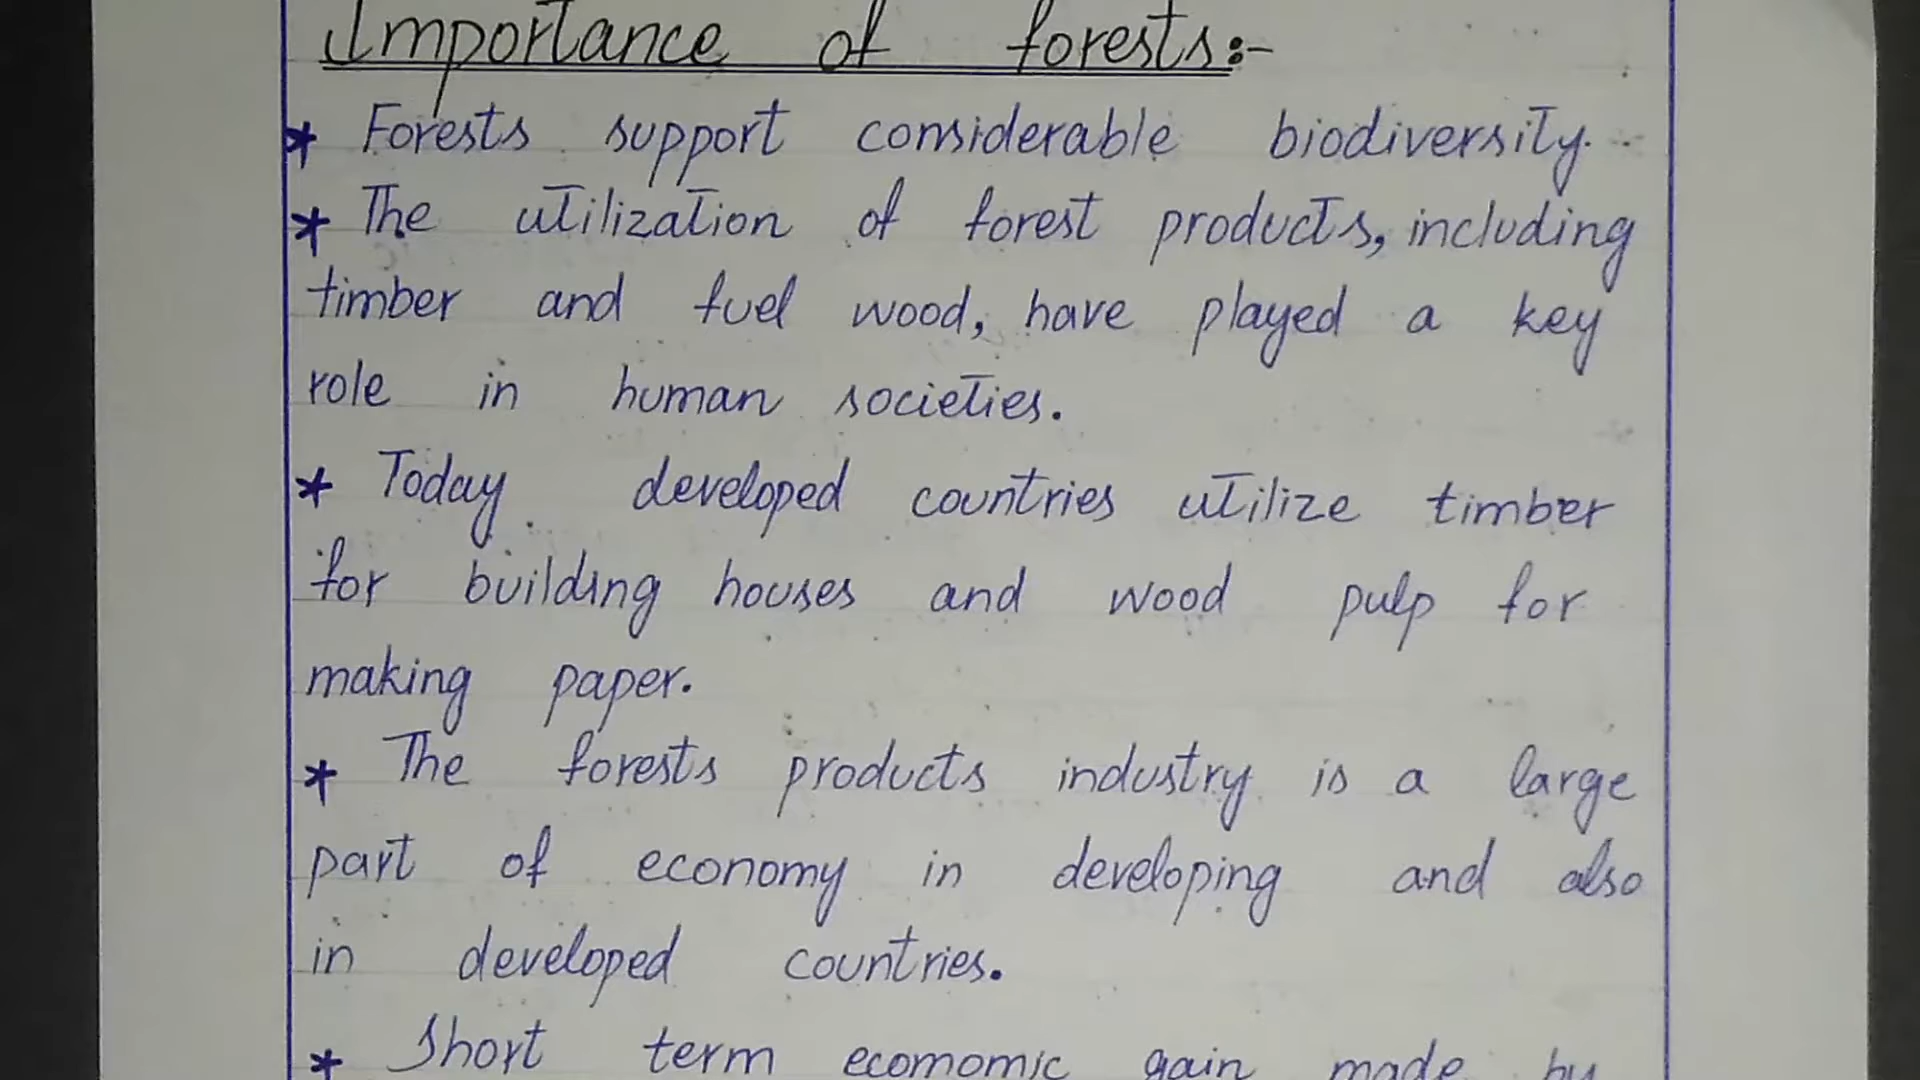 Importance of forests:-
* Forests support considerable biodiversity.
* The utilization of forest products, including
timber and fuel wood, have played a key
role in human societies.
* Today developed countries utilize timber
for building houses and wood pulp for
making paper.
* The forests products industry is a large
part of economy in developing and also
in developed countries.
* Short term ecomomic gain made by